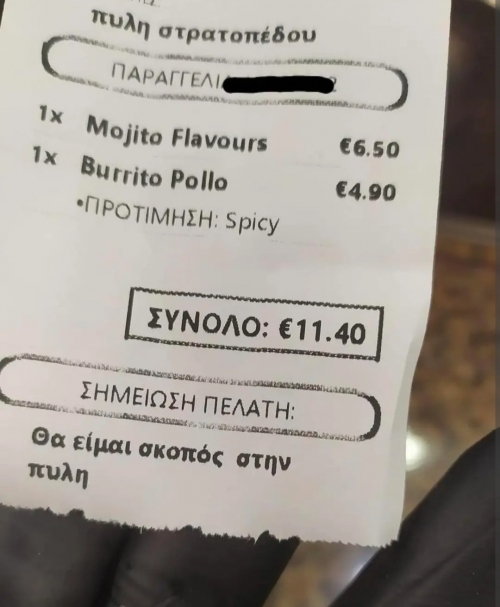 πυλη στρατοπέδου
ΠΑΡΑΓΓΕΛΙ
1x Mojito Flavours €6.50
1x Burrito Pollo €4.90
•ΠΡΟΤΙΜΗΣΗ: Spicy
ΣΥΝΟΛΟ: €11.40
ΣΗΜΕΙΩΣΗ ΠΕΛΑΤΗ:
Θα είμαι σκοπός στην
πυλη